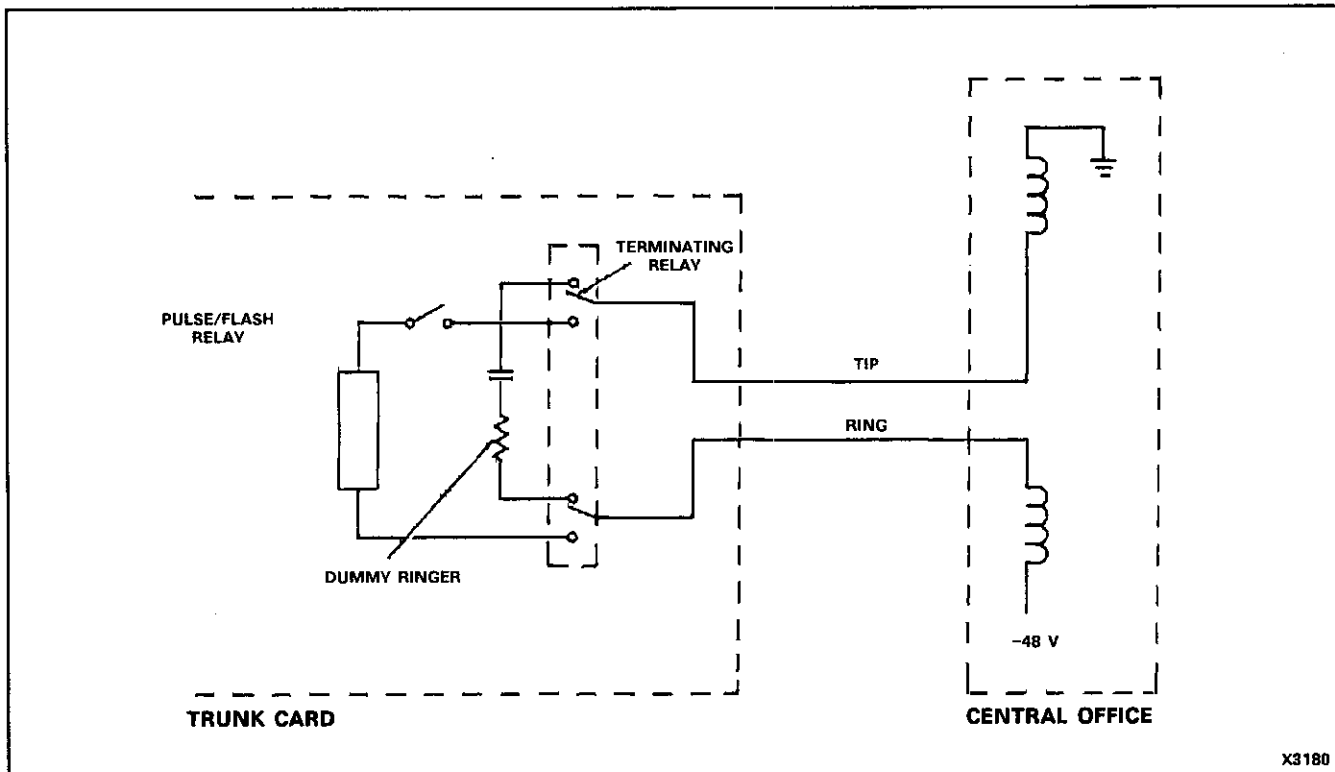 TERMINATING
RELAY
PULSE/FLASH
RELAY
TIP
RING
DUMMY RINGER
-48 V
TRUNK CARD
CENTRAL OFFICE
X3180